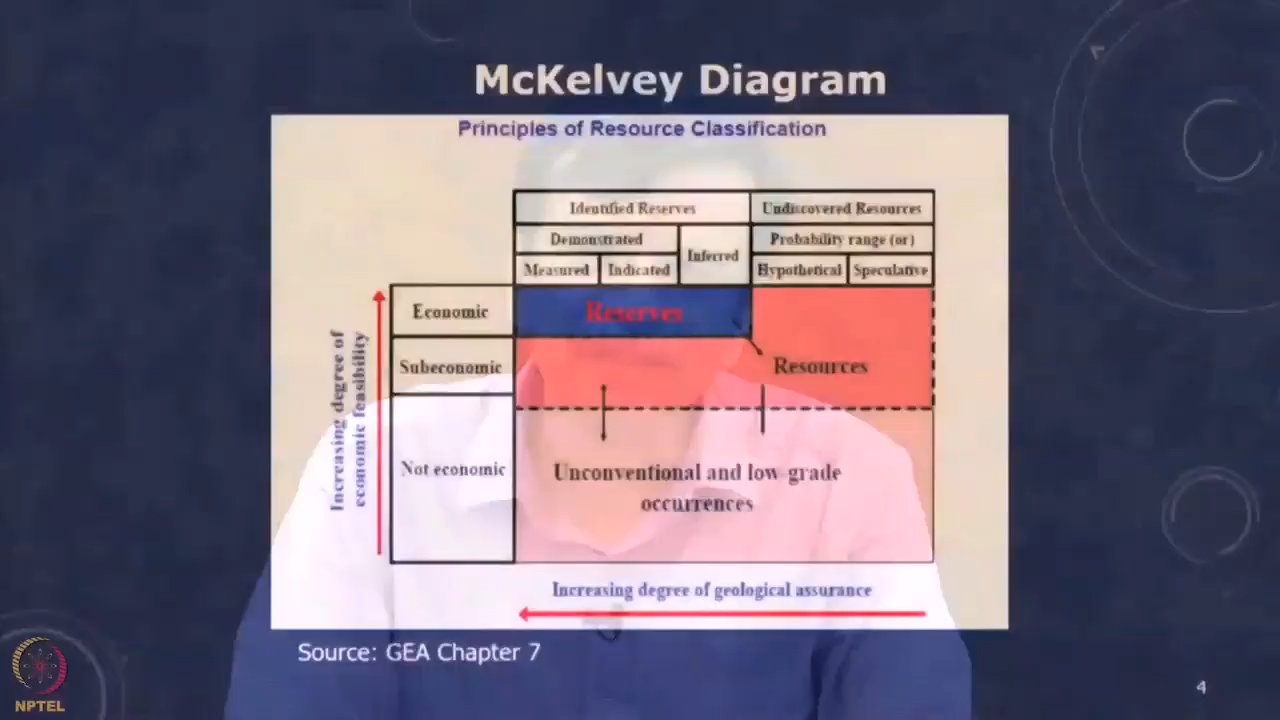 McKelvey Diagram
Principles of Resource Classification
Identified Reserves
Undiscovered Resources
Demonstrated
Inferred
Probability range (or)
Measured
Indicated
Hypothetical
Speculative
Economic
Reserves
Subeconomic
Resources
Not economic
Unconventional and low-grade
occurrences
Increasing degree of
economic feasibility
Increasing degree of geological assurance
Source: GEA Chapter 7
NPTEL
4